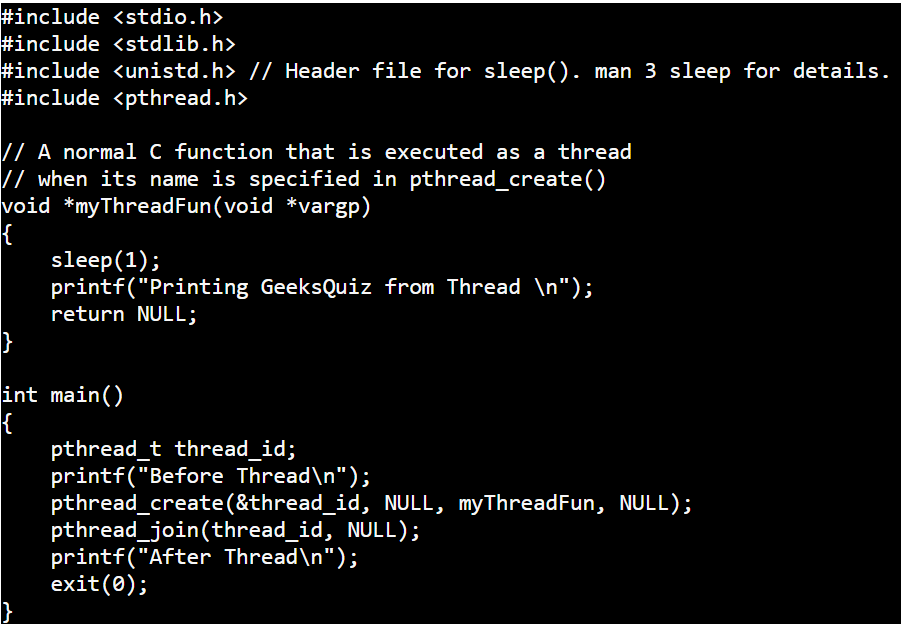 #include <stdio.h>
#include <stdlib.h>
#include <unistd.h> // Header file for sleep(). man 3 sleep for details.
#include <pthread.h>

// A normal C function that is executed as a thread
// when its name is specified in pthread_create()
void *myThreadFun(void *vargp)
{
    sleep(1);
    printf("Printing GeeksQuiz from Thread \n");
    return NULL;
}

int main()
{
    pthread_t thread_id;
    printf("Before Thread\n");
    pthread_create(&thread_id, NULL, myThreadFun, NULL);
    pthread_join(thread_id, NULL);
    printf("After Thread\n");
    exit(0);
}